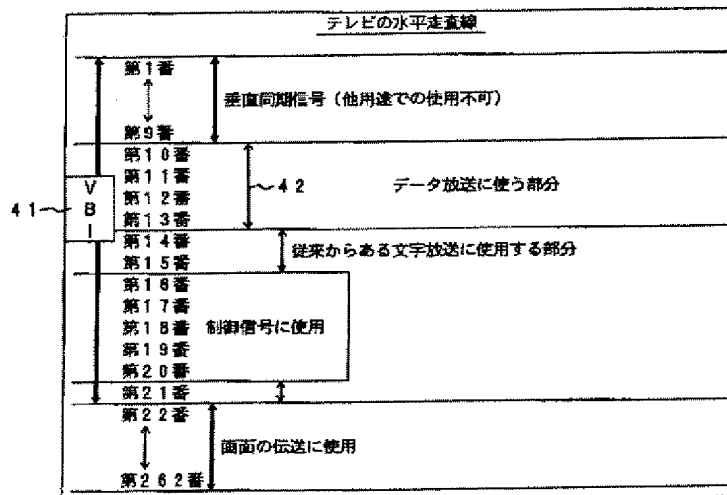 テレビの水平走査線
第1番
垂直同期信号(他用途での使用不可)
第9番
第10番
第11番
第12番
第13番
42
データ放送に使う部分
41
VBI
第14番
第15番
従来からある文字放送に使用する部分
第16番
第17番
第18番
制御信号に使用
第19番
第20番
第21番
第22番
画面の伝送に使用
第262番